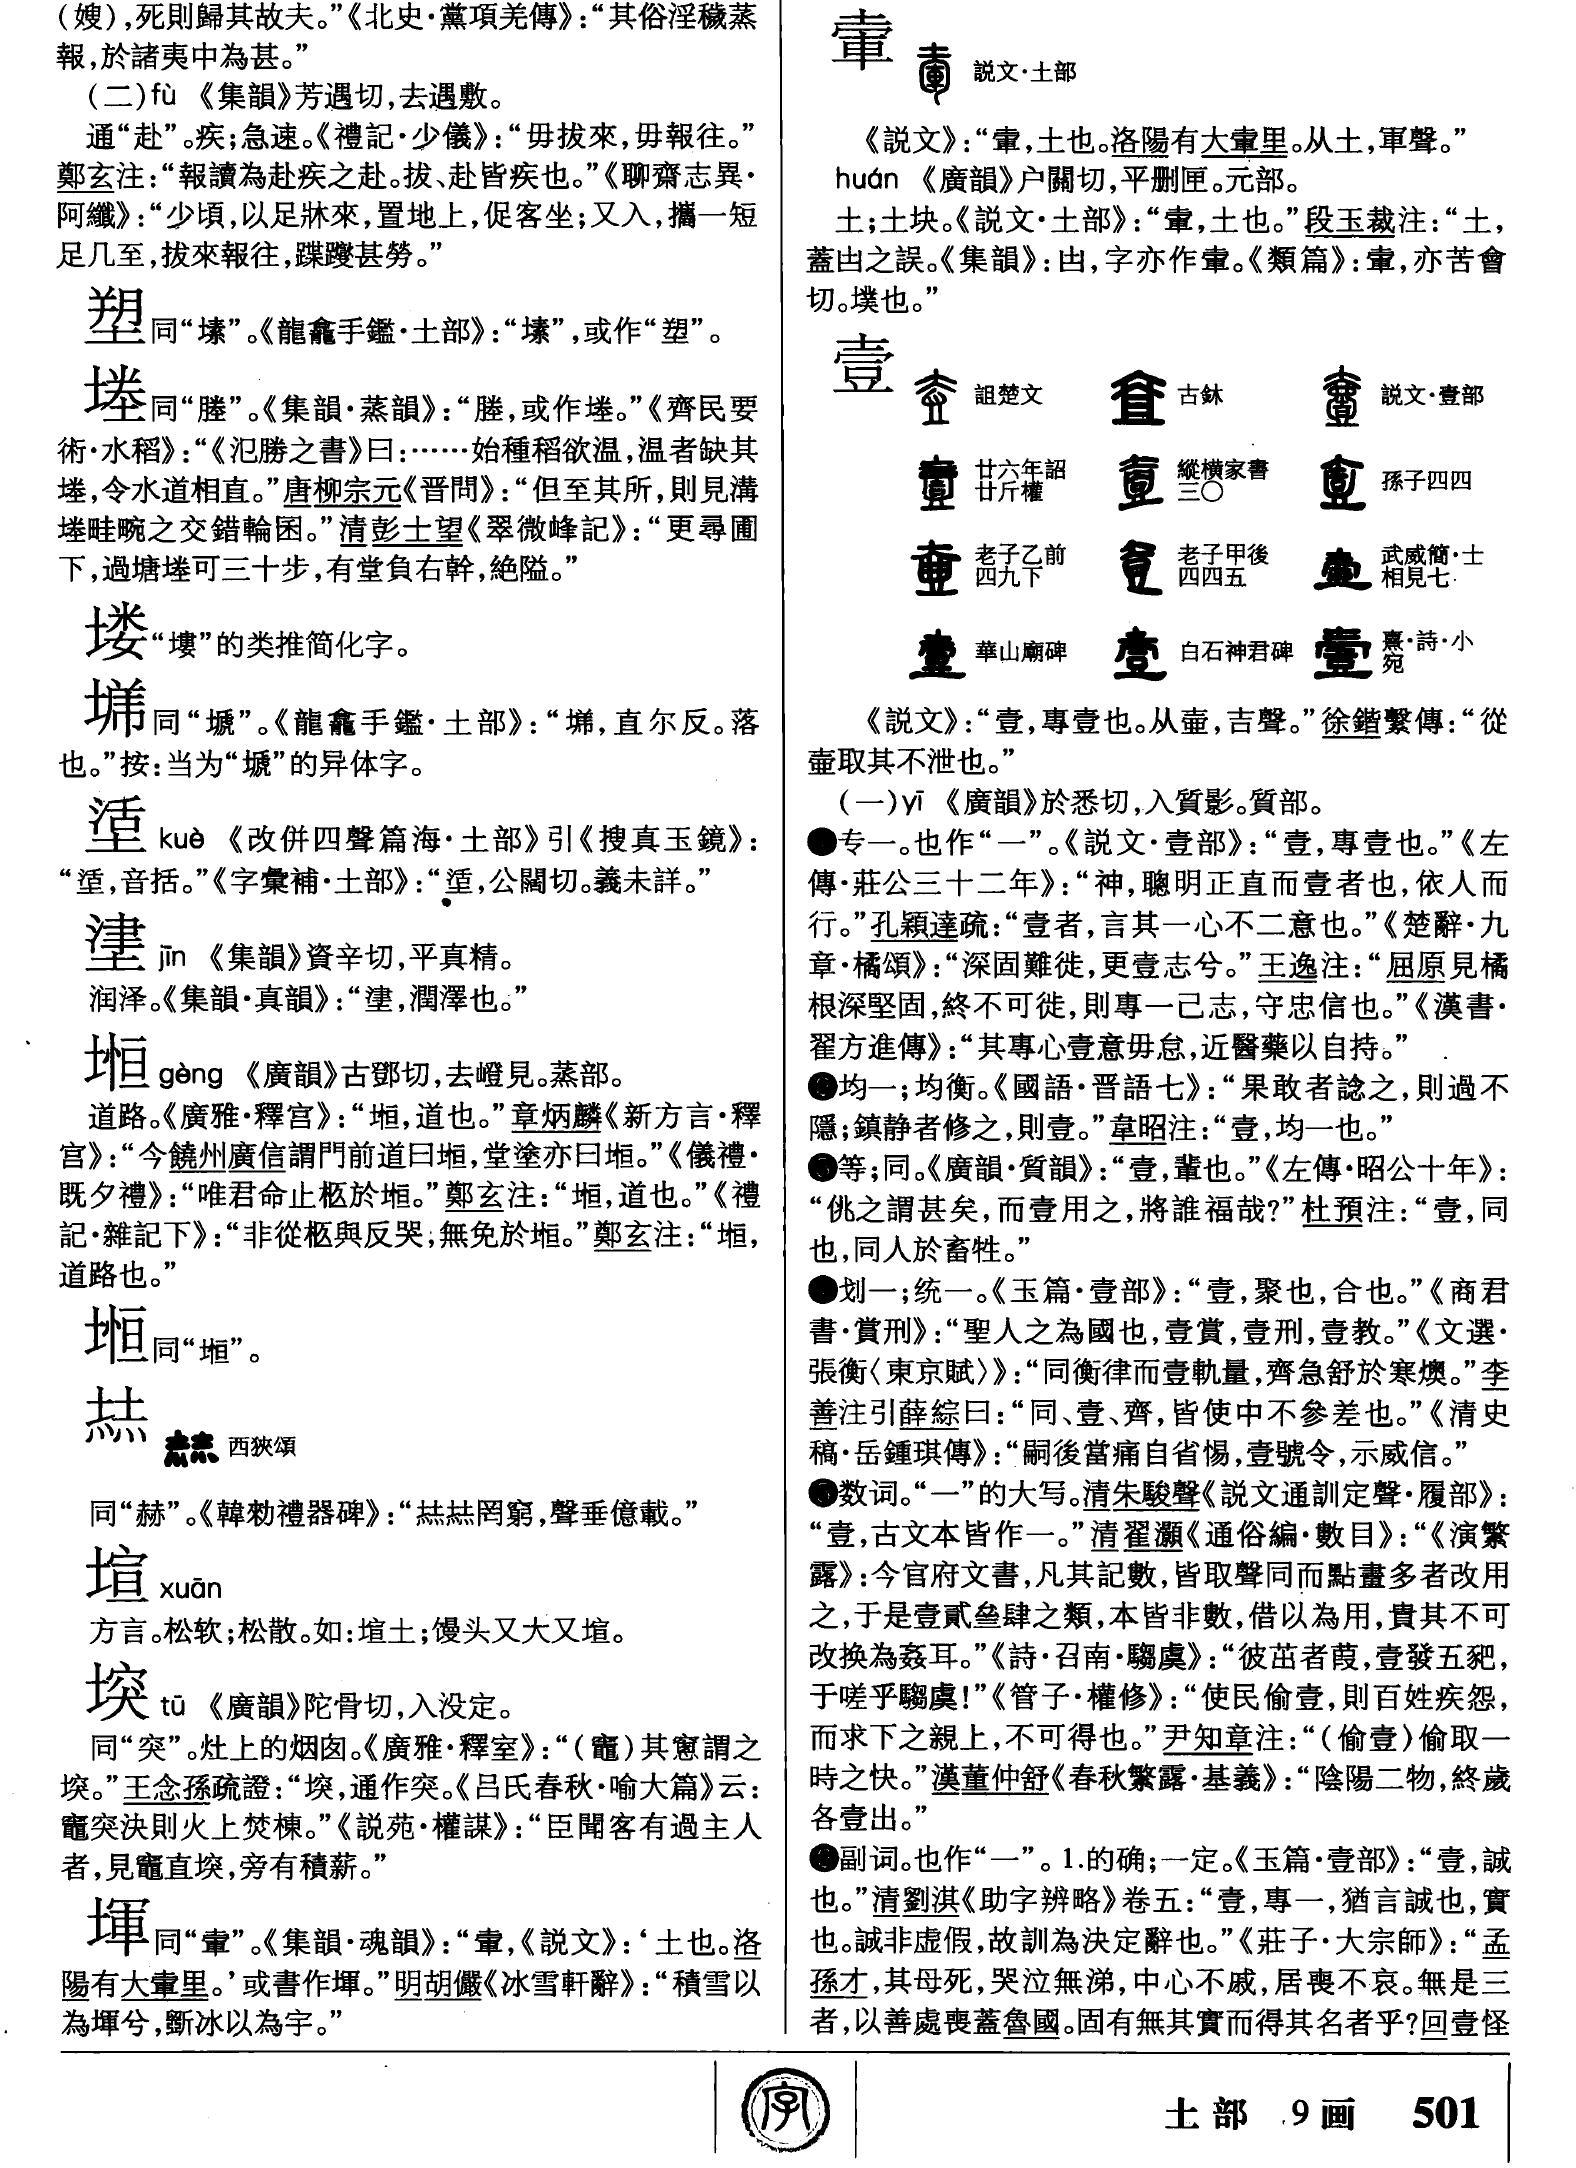 (嫂),死則歸其故夫。”《北史·黨項羌傳》:“其俗淫穢蒸
報,於諸夷中為甚。”
(二)fù 《集韻》芳遇切,去遇敷。
通“赴”。疾;急速。《禮記·少儀》:“毋拔來,毋報往。”
鄭玄注:“報讀為赴疾之赴。拔、赴皆疾也。”《聊齋志異·
阿纖》:“少頃,以足牀來,置地上,促客坐;又入,攜一短
足几至,拔來報往,蹀躞甚勞。”
塑同“塐”。《龍龕手鑑·土部》:“塐”,或作“塑”。
堘同“塍”。《集韻·蒸韻》:“塍,或作堘。”《齊民要
術·水稻》:“《氾勝之書》曰:……始種稻欲温,温者缺其
堘,令水道相直。”唐柳宗元《晋問》:“但至其所,則見溝
堘畦畹之交錯輪囷。”清彭士望《翠微峰記》:“更尋圃
下,過塘堘可三十步,有堂負右幹,絶隘。”
塿“塿”的类推简化字。
同“墆”。《龍龕手鑑·土部》:“,直尔反。落
也。”按:当为“”的异体字。
kuè 《改併四聲篇海·土部》引《搜真玉鏡》:
“,音括。”《字彙補·土部》:“,公闊切。義未詳。”
jīn 《集韻》資辛切,平真精。
润泽。《集韻·真韻》:“,潤澤也。”
堩 gèng 《廣韻》古鄧切,去嶝見。蒸部。
道路。《廣雅·釋宫》:“堩,道也。”章炳麟《新方言·釋
宫》:“今饒州廣信謂門前道曰堩,堂塗亦曰堩。”《儀禮·
既夕禮》:“唯君命止柩於堩。”鄭玄注:“堩,道也。”《禮
記·雜記下》:“非從柩與反哭,無免於堩。”鄭玄注:“堩,
道路也。”
同“堩”。
西狹頌
同“赫”。《韓勑禮器碑》:“罔窮,聲垂億載。”
塇 xuān
方言。松软;松散。如:塇土;馒头又大又塇。
堗 tū 《廣韻》陀骨切,入没定。
同“突”。灶上的烟囱。《廣雅·釋室》:“(竈)其窻謂之
堗。”王念孫疏證:“堗,通作突。《吕氏春秋·喻大篇》云:
竈突決則火上焚棟。”《説苑·權謀》:“臣聞客有過主人
者,見竈直堗,旁有積薪。”
堚同“𡎜”。《集韻·魂韻》:“𡎜,《説文》:‘土也。洛
陽有大𡎜里。’或書作堚。”明胡儼《冰雪軒辭》:“積雪以
為堚兮,斵冰以為宇。”
𡎜 説文·土部
《説文》:“𡎜,土也。洛陽有大𡎜里。从土,軍聲。”
huán 《廣韻》户關切,平删匣。元部。
土;土块。《説文·土部》:“𡎜,土也。”段玉裁注:“土,
蓋凷之誤。《集韻》:凷,字亦作𡎜。《類篇》:𡎜,亦苦會
切。墣也。”
壹 詛楚文 古鉢 説文·壹部
廿六年詔廿斤權 縱横家書三〇 孫子四四
老子乙前四九下 老子甲後四四五 武威簡·士相見七
華山廟碑 白石神君碑 熹·詩·小宛
《説文》:“壹,專壹也。从壺,吉聲。”徐鍇繫傳:“從
壺取其不泄也。”
(一)yī 《廣韻》於悉切,入質影。質部。
❶专一。也作“一”。《説文·壹部》:“壹,專壹也。”《左
傳·莊公三十二年》:“神,聰明正直而壹者也,依人而
行。”孔穎達疏:“壹者,言其一心不二意也。”《楚辭·九
章·橘頌》:“深固難徙,更壹志兮。”王逸注:“屈原見橘
根深堅固,終不可徙,則專一己志,守忠信也。”《漢書·
翟方進傳》:“其專心壹意毋怠,近醫藥以自持。”
❷均一;均衡。《國語·晋語七》:“果敢者諗之,則過不
隱;鎮静者修之,則壹。”韋昭注:“壹,均一也。”
❸等;同。《廣韻·質韻》:“壹,輩也。”《左傳·昭公十年》:
“佻之謂甚矣,而壹用之,將誰福哉?”杜預注:“壹,同
也,同人於畜牲。”
❹划一;统一。《玉篇·壹部》:“壹,聚也,合也。”《商君
書·賞刑》:“聖人之為國也,壹賞,壹刑,壹教。”《文選·
張衡〈東京賦〉》:“同衡律而壹軌量,齊急舒於寒燠。”李
善注引薛綜曰:“同、壹、齊,皆使中不參差也。”《清史
稿·岳鍾琪傳》:“嗣後當痛自省惕,壹號令,示威信。”
❺数词。“一”的大写。清朱駿聲《説文通訓定聲·履部》:
“壹,古文本皆作一。”清翟灝《通俗編·數目》:“《演繁
露》:今官府文書,凡其記數,皆取聲同而點畫多者改用
之,于是壹貳叁肆之類,本皆非數,借以為用,貴其不可
改换為姦耳。”《詩·召南·騶虞》:“彼茁者葭,壹發五豝,
于嗟乎騶虞!”《管子·權修》:“使民偷壹,則百姓疾怨,
而求下之親上,不可得也。”尹知章注:“(偷壹)偷取一
時之快。”漢董仲舒《春秋繁露·基義》:“陰陽二物,終歲
各壹出。”
❻副词。也作“一”。1.的确;一定。《玉篇·壹部》:“壹,誠
也。”清劉淇《助字辨略》卷五:“壹,專一,猶言誠也,實
也。誠非虚假,故訓為決定辭也。”《莊子·大宗師》:“孟
孫才,其母死,哭泣無涕,中心不戚,居喪不哀。無是三
者,以善處喪蓋魯國。固有無其實而得其名者乎?回壹怪
字
土部 9画 501